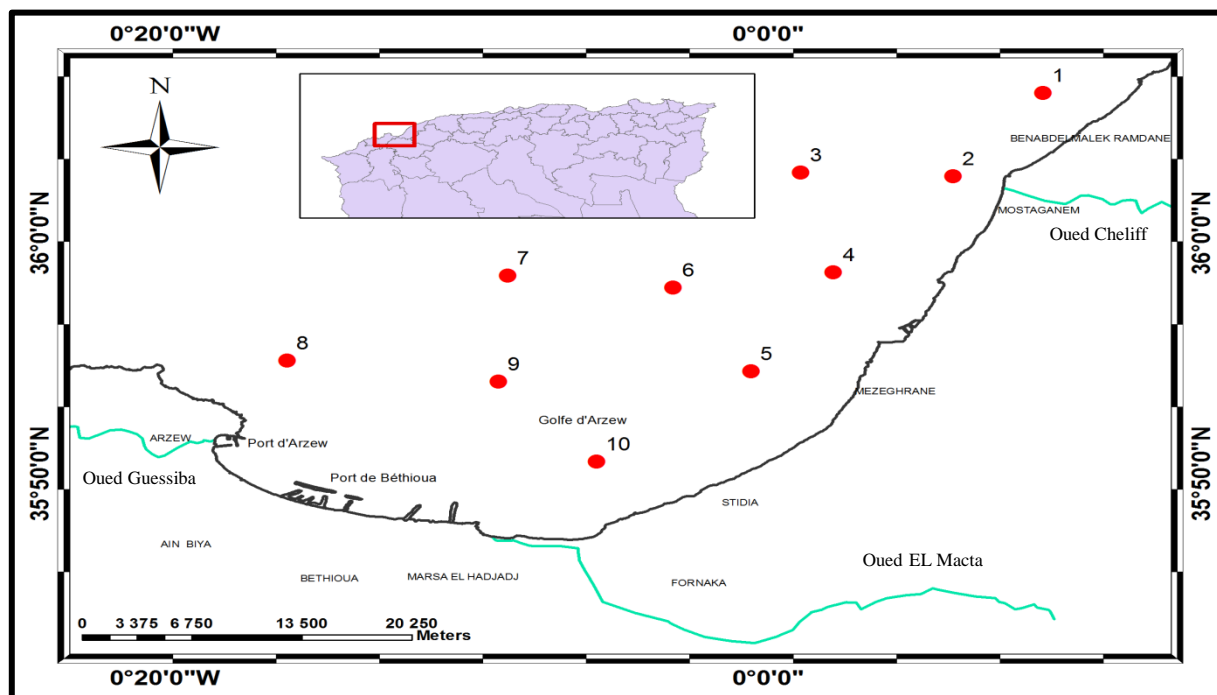 0°20'0"W 0°0'0"
N
1
BENABDELMALEK RAMDANE
3
2
MOSTAGANEM
Oued Cheliff
36°0'0"N
36°0'0"N
7
6
4
8
9
5
MEZEGHRANE
Golfe d'Arzew
ARZEW
Port d'Arzew
10
Oued Guessiba
Port de Béthioua
35°50'0"N
35°50'0"N
STIDIA
AIN BIYA
Oued EL Macta
BETHIOUA
MARSA EL HADJADJ
FORNAKA
0 3 375 6 750 13 500 20 250
Meters
0°20'0"W 0°0'0"